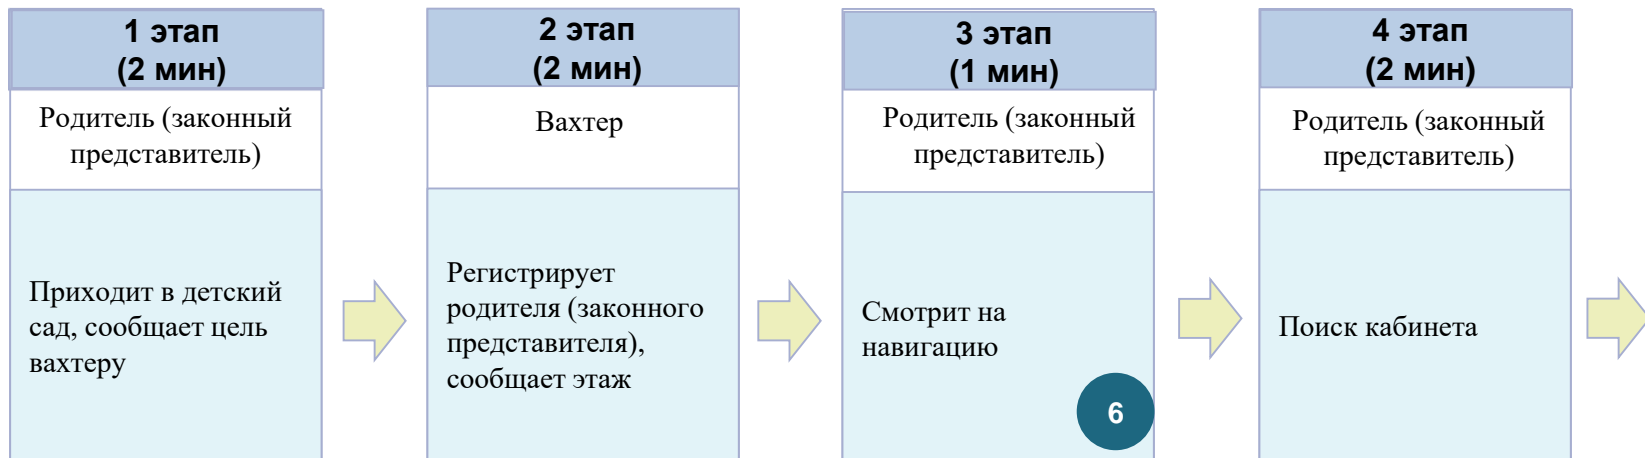 1 этап
(2 мин)
Родитель (законный
представитель)
Приходит в детский
сад, сообщает цель
вахтеру
2 этап
(2 мин)
Вахтер
Регистрирует
родителя (законного
представителя),
сообщает этаж
3 этап
(1 мин)
Родитель (законный
представитель)
Смотрит на
навигацию
6
4 этап
(2 мин)
Родитель (законный
представитель)
Поиск кабинета